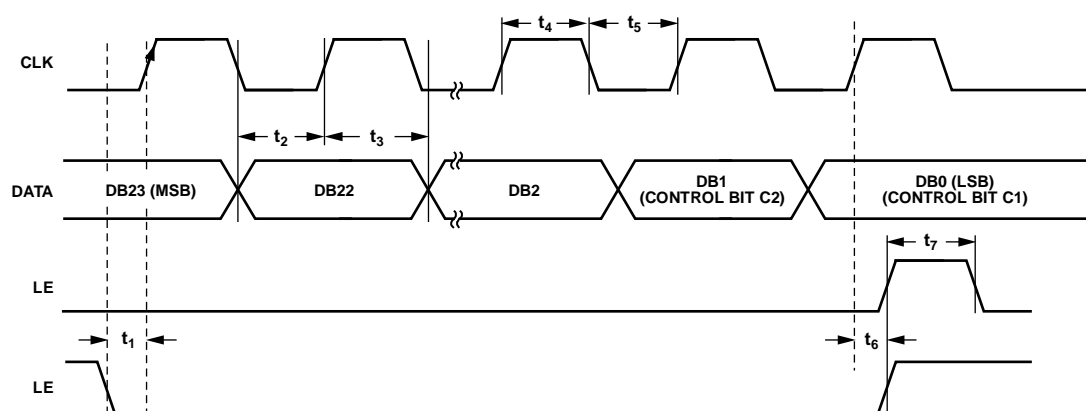 t4
t5
CLK
t2
t3
DATA
DB23 (MSB)
DB22
DB2
DB1
(CONTROL BIT C2)
DB0 (LSB)
(CONTROL BIT C1)
t7
LE
t1
t6
LE